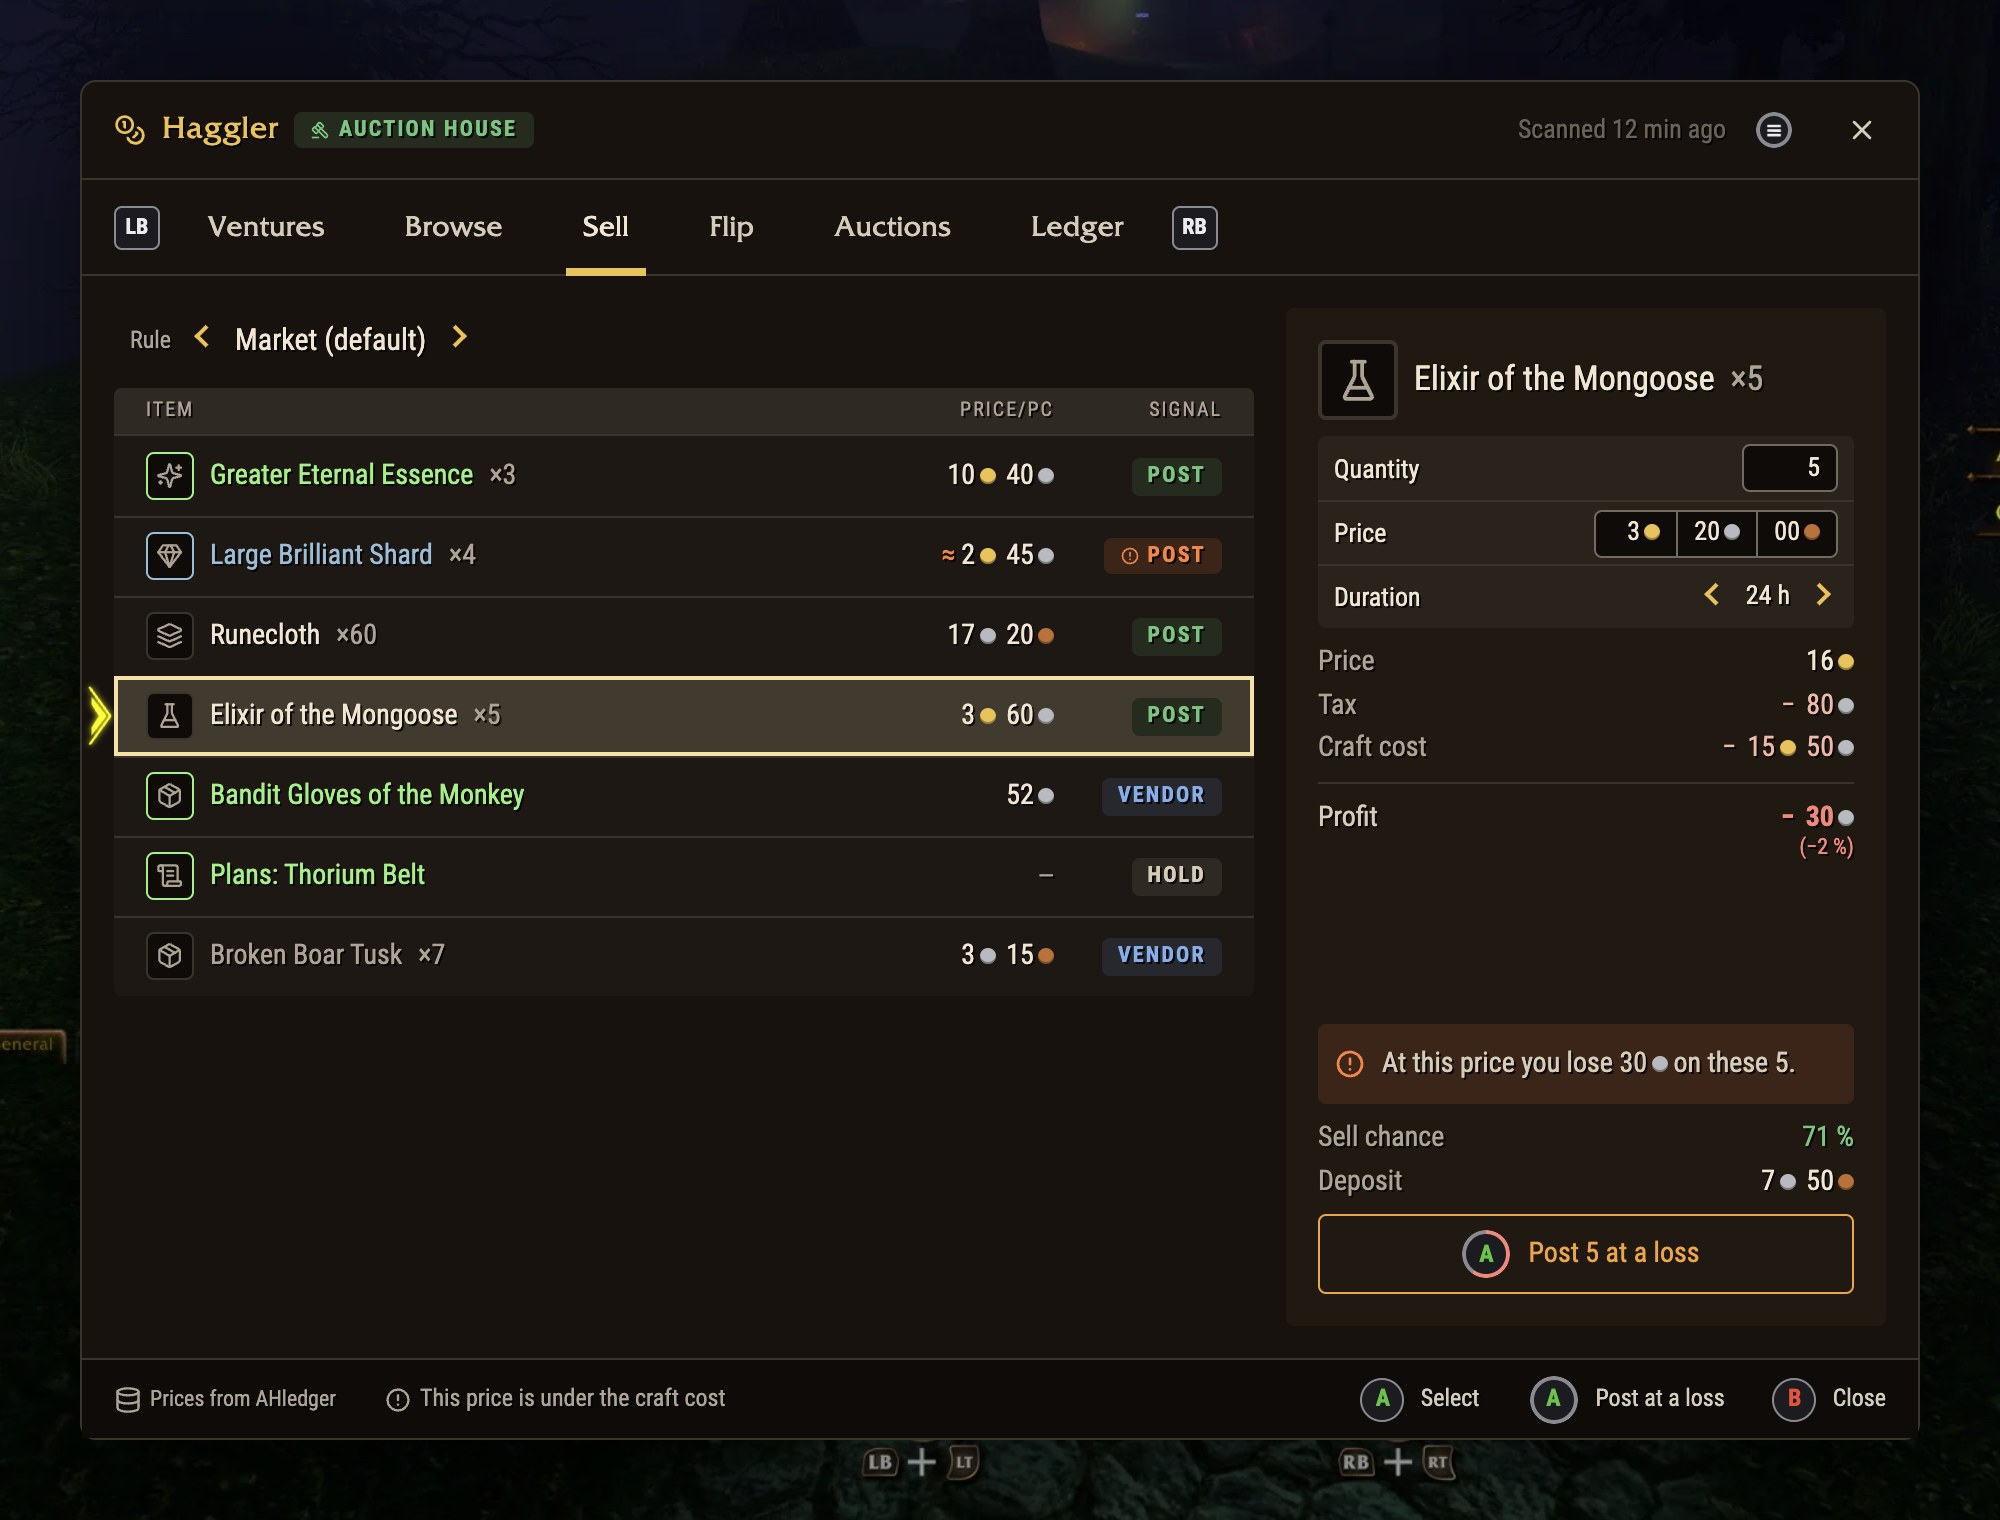 Haggler AUCTION HOUSE Scanned 12 min ago
LB Ventures Browse Sell Flip Auctions Ledger RB
Rule Market (default)
ITEM PRICE/PC SIGNAL
Greater Eternal Essence ×3 10 40 POST
Large Brilliant Shard ×4 ≈ 2 45 POST
Runecloth ×60 17 20 POST
Elixir of the Mongoose ×5 3 60 POST
Bandit Gloves of the Monkey 52 VENDOR
Plans: Thorium Belt – HOLD
Broken Boar Tusk ×7 3 15 VENDOR
Elixir of the Mongoose ×5
Quantity 5
Price 3 20 00
Duration 24 h
Price 16
Tax − 80
Craft cost − 15 50
Profit − 30
(−2 %)
At this price you lose 30 on these 5.
Sell chance 71 %
Deposit 7 50
A Post 5 at a loss
Prices from AHledger This price is under the craft cost A Select A Post at a loss B Close
eneral
LB + LT RB + RT